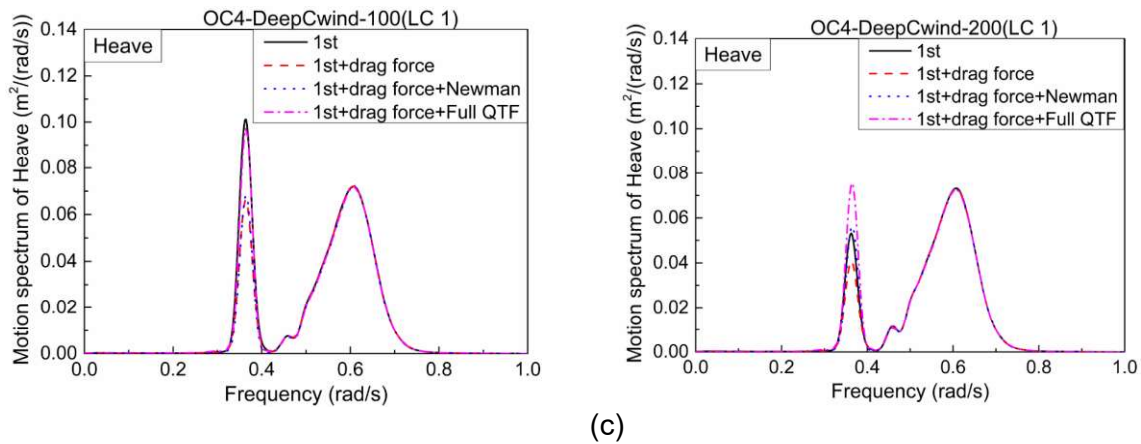 OC4-DeepCwind-100(LC 1)
Motion spectrum of Heave (m²/(rad/s))
0.14
0.12
0.10
0.08
0.06
0.04
0.02
0.00
Heave
1st
1st+drag force
1st+drag force+Newman
1st+drag force+Full QTF
0.0 0.2 0.4 0.6 0.8 1.0
Frequency (rad/s)
OC4-DeepCwind-200(LC 1)
Motion spectrum of Heave (m²/(rad/s))
0.14
0.12
0.10
0.08
0.06
0.04
0.02
0.00
Heave
1st
1st+drag force
1st+drag force+Newman
1st+drag force+Full QTF
0.0 0.2 0.4 0.6 0.8 1.0
Frequency (rad/s)
(c)